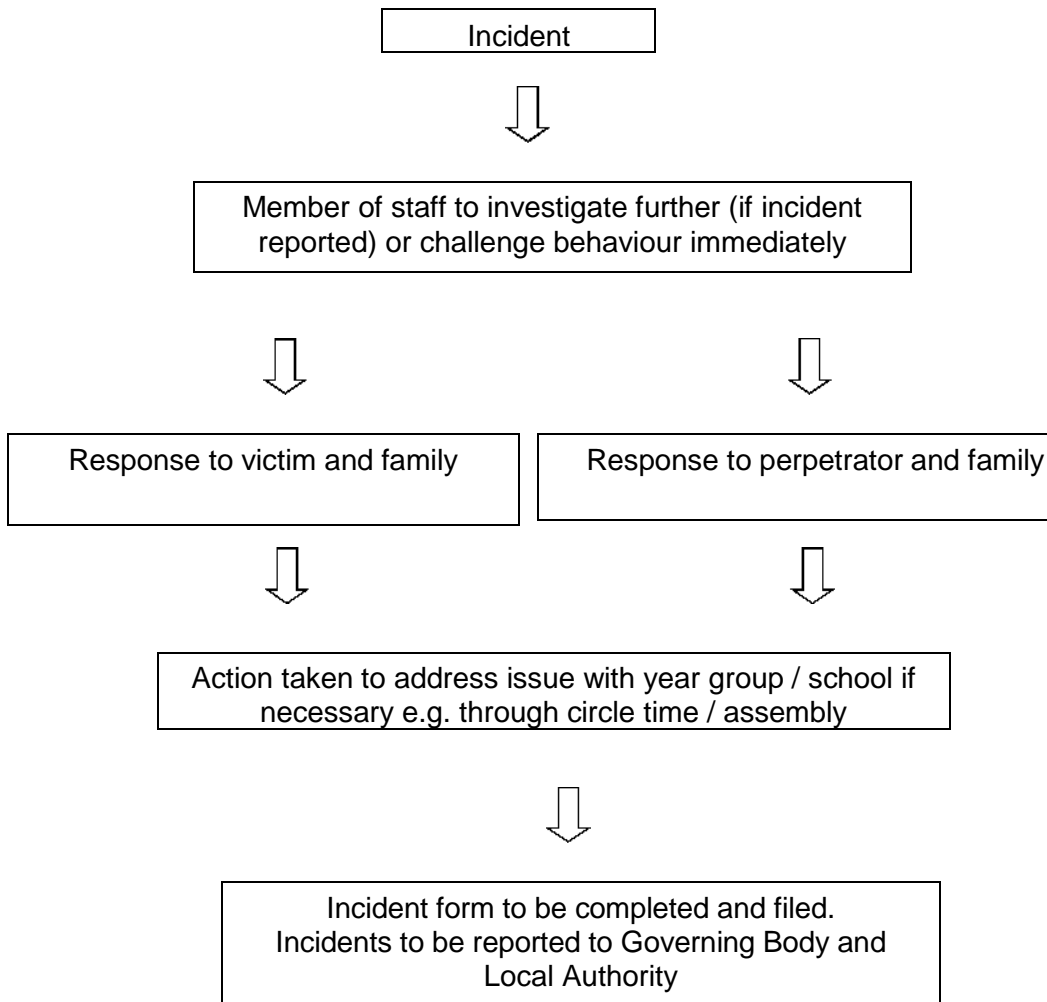 Incident
Member of staff to investigate further (if incident
reported) or challenge behaviour immediately
Response to victim and family
Response to perpetrator and family
Action taken to address issue with year group / school if
necessary e.g. through circle time / assembly
Incident form to be completed and filed.
Incidents to be reported to Governing Body and
Local Authority